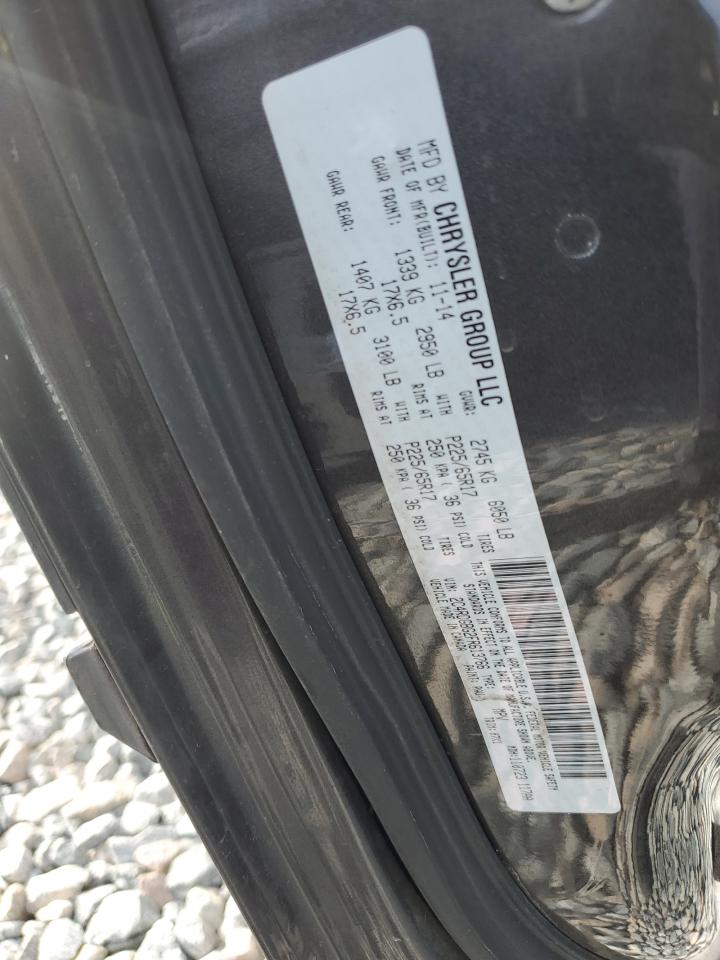 MFD BY CHRYSLER GROUP LLC
DATE OF MFR(BUILT): 11-14 GVWR: 2745 KG 6050 LB
GAWR FRONT: 1339 KG 2950 LB WITH P225/65R17 TIRES
17X6.5 RIMS AT 250 KPA ( 36 PSI) COLD
GAWR REAR: 1407 KG 3100 LB WITH P225/65R17 TIRES
17X6.5 RIMS AT 250 KPA ( 36 PSI) COLD
THIS VEHICLE CONFORMS TO ALL APPLICABLE U.S.A. FEDERAL MOTOR VEHICLE SAFETY
STANDARDS IN EFFECT ON THE DATE OF MANUFACTURE SHOWN ABOVE.
VIN: TYPE: MPV
VEHICLE MADE IN CANADA PAINT: TRIM: